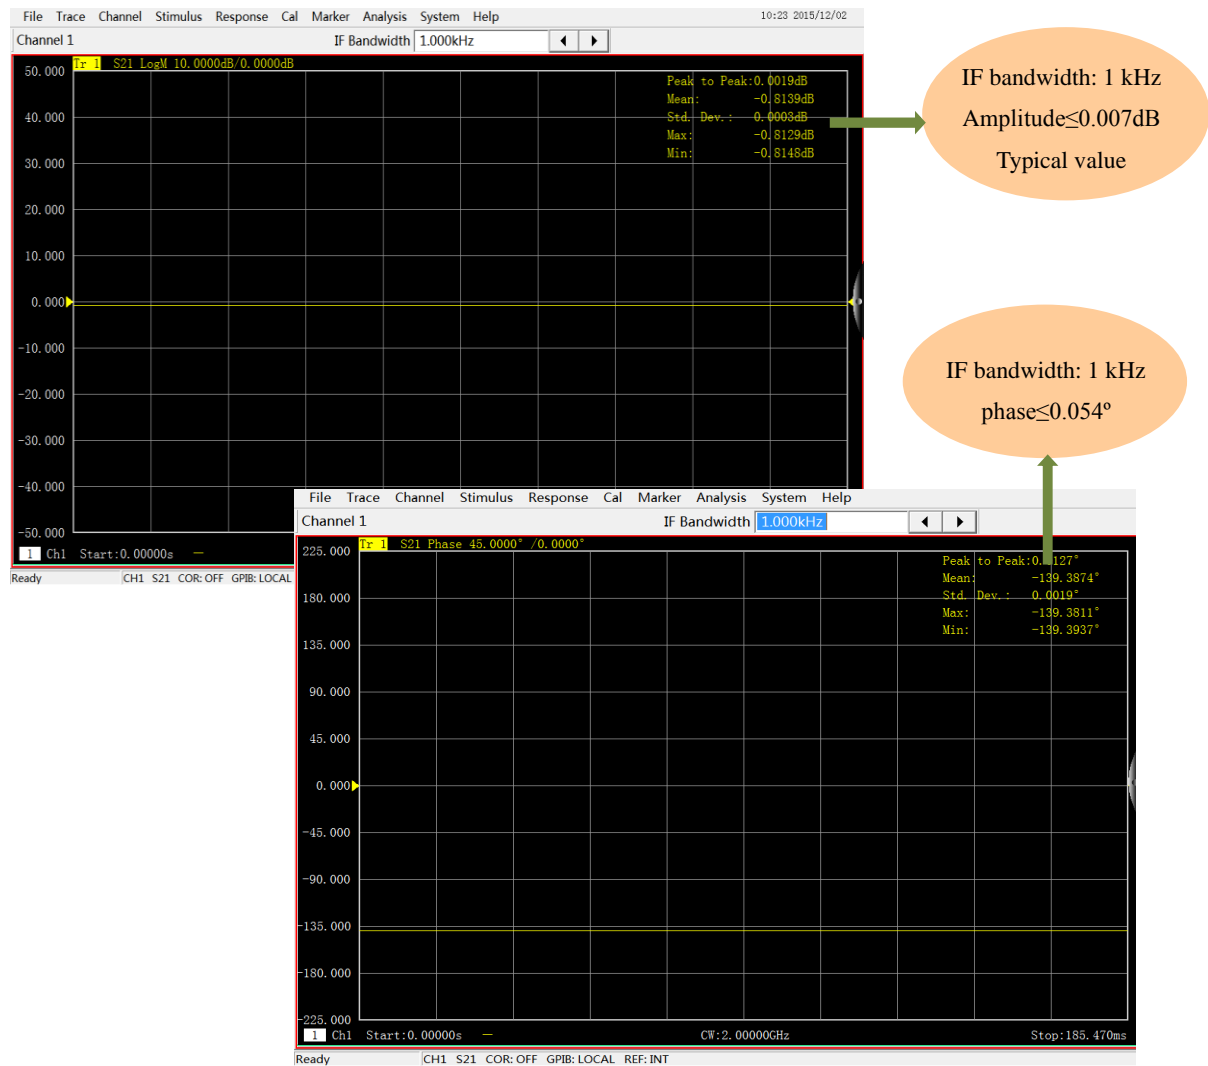 File Trace Channel Stimulus Response Cal Marker Analysis System Help 10:23 2015/12/02
Channel 1 IF Bandwidth 1.000kHz
Tr 1 S21 LogM 10.0000dB/0.0000dB
50.000
Peak to Peak:0.0019dB
Mean: -0.8139dB
Std. Dev.: 0.0003dB
Max: -0.8129dB
Min: -0.8148dB
40.000
30.000
20.000
10.000
0.000
-10.000
-20.000
-30.000
-40.000
-50.000
1 Ch1 Start:0.00000s —
Ready CH1 S21 COR: OFF GPIB: LOCAL
IF bandwidth: 1 kHz
Amplitude≤0.007dB
Typical value
IF bandwidth: 1 kHz
phase≤0.054°
File Trace Channel Stimulus Response Cal Marker Analysis System Help
Channel 1 IF Bandwidth 1.000kHz
Tr 1 S21 Phase 45.0000° /0.0000°
225.000
Peak to Peak:
Mean: -139.3874°
Std. Dev.: 0.0019°
Max: -139.3811°
Min: -139.3937°
180.000
135.000
90.000
45.000
0.000
-45.000
-90.000
-135.000
-180.000
-225.000
1 Ch1 Start:0.00000s — CW:2.00000GHz Stop:185.470ms
Ready CH1 S21 COR: OFF GPIB: LOCAL REF: INT